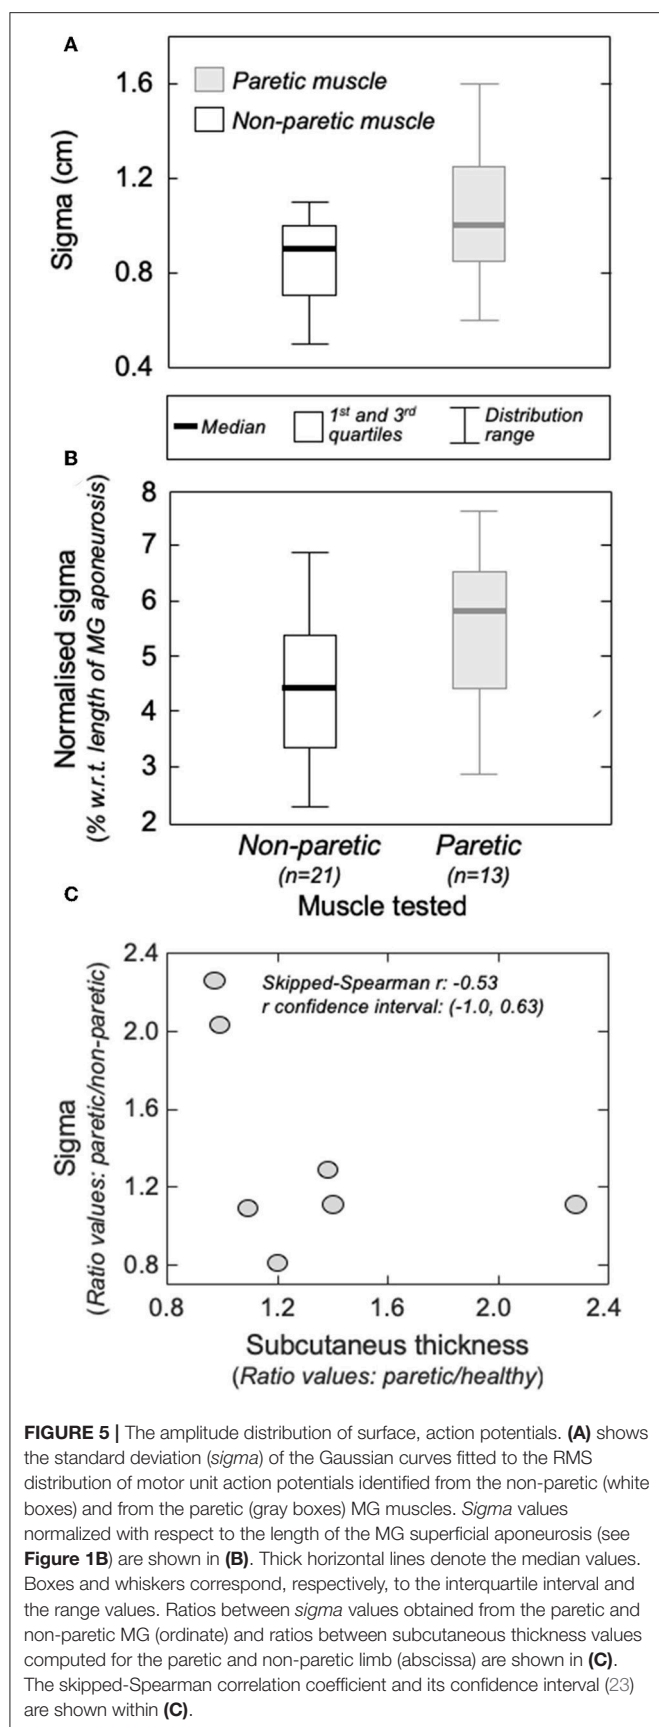 A
Sigma (cm)
1.6
1.2
0.8
0.4
Paretic muscle
Non-paretic muscle
Median
1st and 3rd
quartiles
Distribution
range
B
Normalised sigma
(% w.r.t. length of MG aponeurosis)
8
7
6
5
4
3
2
Non-paretic
(n=21)
Paretic
(n=13)
Muscle tested
C
Sigma
(Ratio values: paretic/non-paretic)
2.4
2.0
1.6
1.2
0.8
Skipped-Spearman r: -0.53
r confidence interval: (-1.0, 0.63)
0.8
1.2
1.6
2.0
2.4
Subcutaneus thickness
(Ratio values: paretic/healthy)
FIGURE 5 | The amplitude distribution of surface, action potentials. (A) shows
the standard deviation (sigma) of the Gaussian curves fitted to the RMS
distribution of motor unit action potentials identified from the non-paretic (white
boxes) and from the paretic (gray boxes) MG muscles. Sigma values
normalized with respect to the length of the MG superficial aponeurosis (see
Figure 1B) are shown in (B). Thick horizontal lines denote the median values.
Boxes and whiskers correspond, respectively, to the interquartile interval and
the range values. Ratios between sigma values obtained from the paretic and
non-paretic MG (ordinate) and ratios between subcutaneous thickness values
computed for the paretic and non-paretic limb (abscissa) are shown in (C).
The skipped-Spearman correlation coefficient and its confidence interval (23)
are shown within (C).